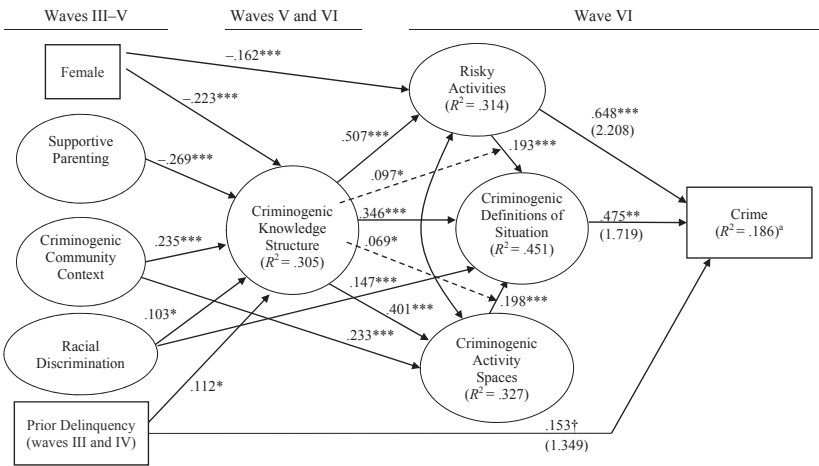 Waves III–V
Waves V and VI
Wave VI
Female
Supportive
Parenting
Criminogenic
Community
Context
Racial
Discrimination
Prior Delinquency
(waves III and IV)
Criminogenic
Knowledge
Structure
(R² = .305)
Risky
Activities
(R² = .314)
Criminogenic
Definitions of
Situation
(R² = .451)
Criminogenic
Activity
Spaces
(R² = .327)
Crime
(R² = .186)ᵃ
–.162***
–.223***
–.269***
.235***
.103*
.112*
.507***
.097*
.346***
.069*
.147***
.401***
.233***
.193***
.198***
.648***
(2.208)
.475**
(1.719)
.153†
(1.349)